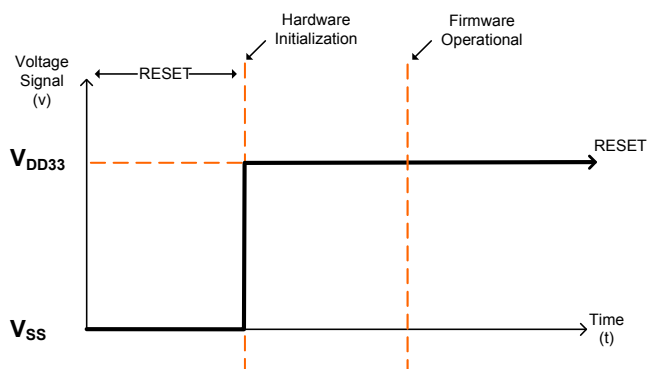 Hardware
Initialization
Firmware
Operational
Voltage
Signal
(v)
RESET
VDD33
RESET
VSS
Time
(t)